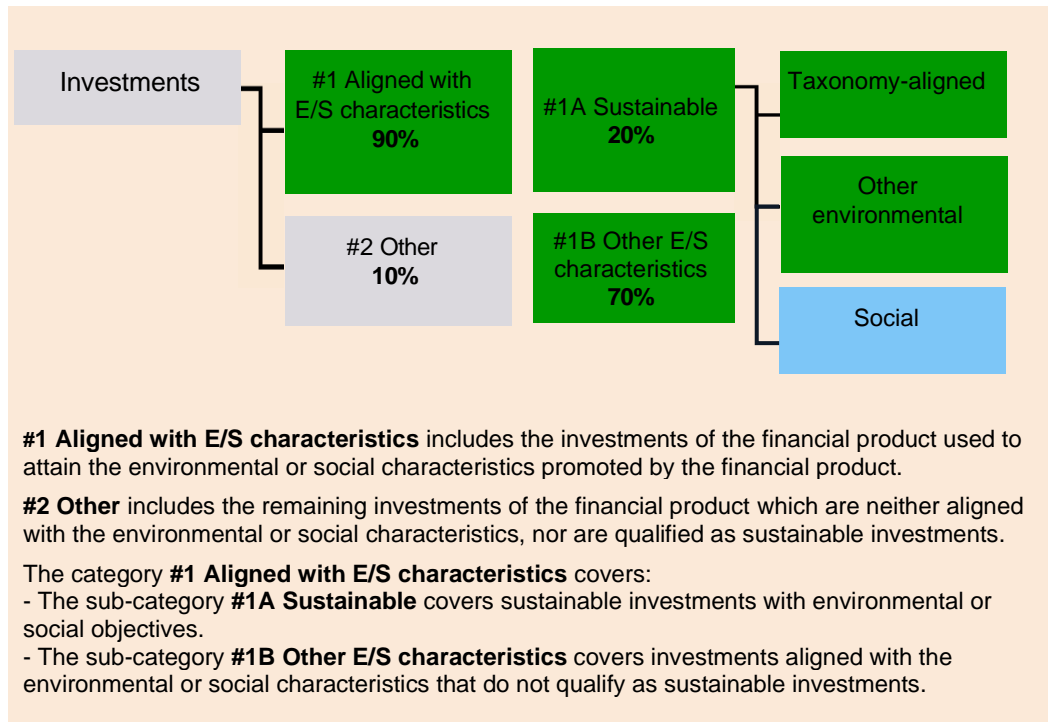 Investments
#1 Aligned with
E/S characteristics
90%
#2 Other
10%
#1A Sustainable
20%
#1B Other E/S
characteristics
70%
Taxonomy-aligned
Other
environmental
Social
#1 Aligned with E/S characteristics includes the investments of the financial product used to
attain the environmental or social characteristics promoted by the financial product.
#2 Other includes the remaining investments of the financial product which are neither aligned
with the environmental or social characteristics, nor are qualified as sustainable investments.
The category #1 Aligned with E/S characteristics covers:
- The sub-category #1A Sustainable covers sustainable investments with environmental or
social objectives.
- The sub-category #1B Other E/S characteristics covers investments aligned with the
environmental or social characteristics that do not qualify as sustainable investments.